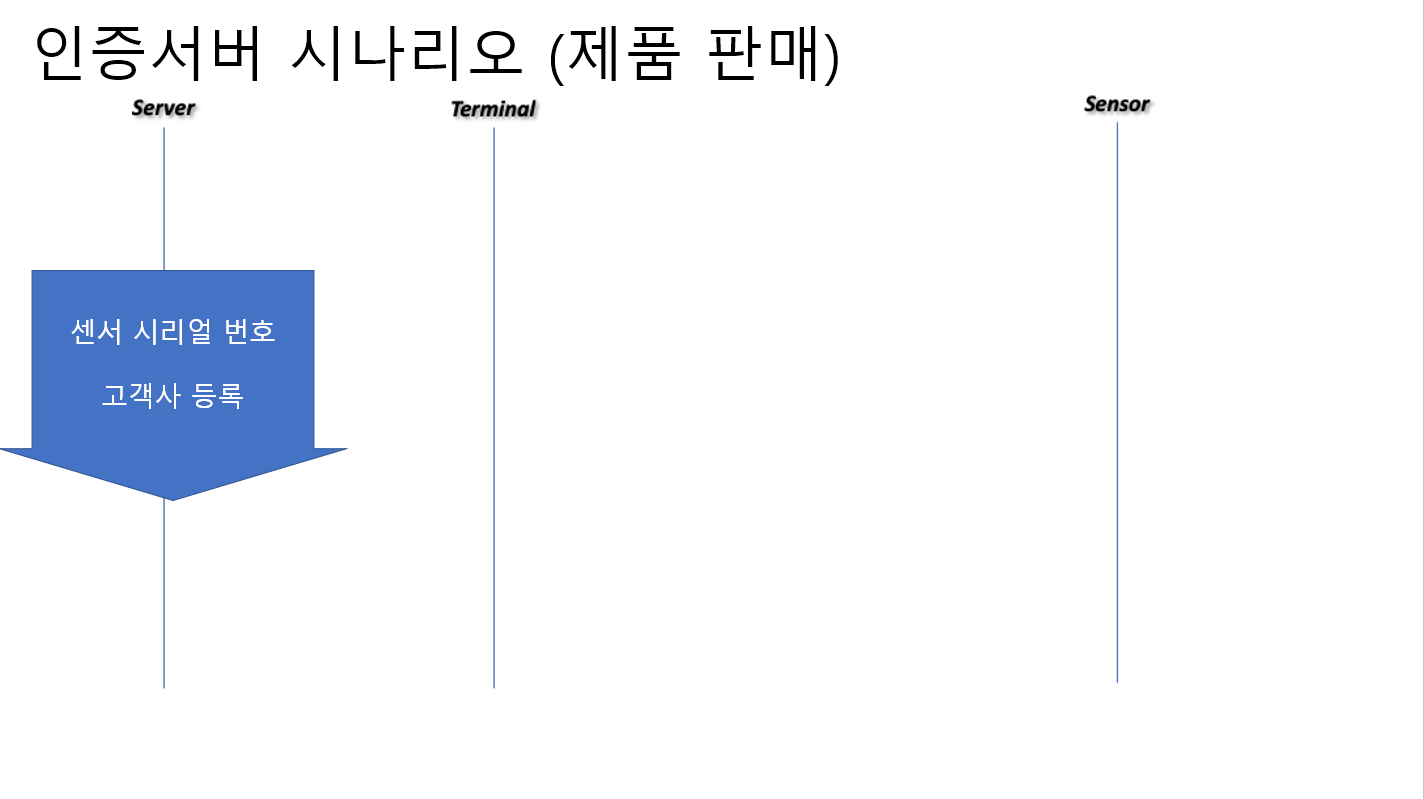 인증서버 시나리오 (제품 판매)
Server
Terminal
Sensor
센서 시리얼 번호
고객사 등록